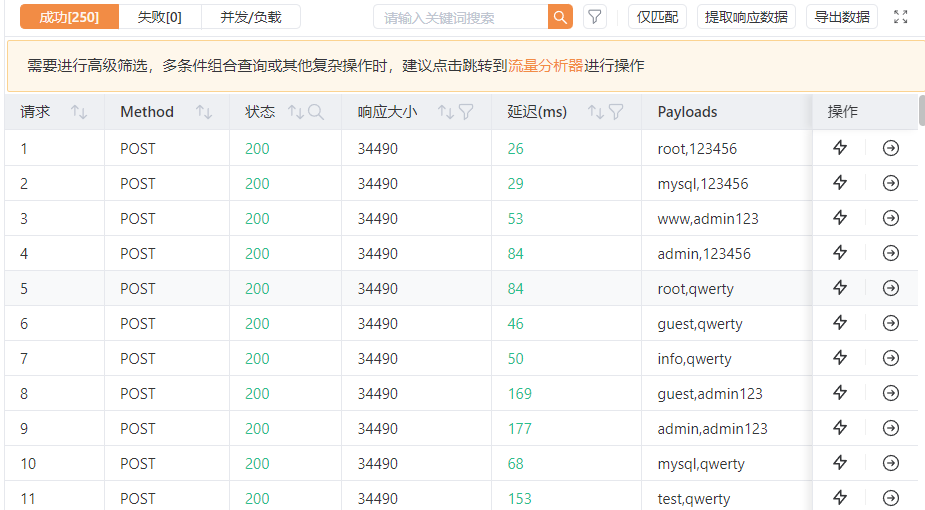 成功[250] 失败[0] 并发/负载 请输入关键词搜索 仅匹配 提取响应数据 导出数据
需要进行高级筛选，多条件组合查询或其他复杂操作时，建议点击跳转到流量分析器进行操作
请求 Method 状态 响应大小 延迟(ms) Payloads 操作
1 POST 200 34490 26 root,123456
2 POST 200 34490 29 mysql,123456
3 POST 200 34490 53 www,admin123
4 POST 200 34490 84 admin,123456
5 POST 200 34490 84 root,qwerty
6 POST 200 34490 46 guest,qwerty
7 POST 200 34490 50 info,qwerty
8 POST 200 34490 169 guest,admin123
9 POST 200 34490 177 admin,admin123
10 POST 200 34490 68 mysql,qwerty
11 POST 200 34490 153 test,qwerty